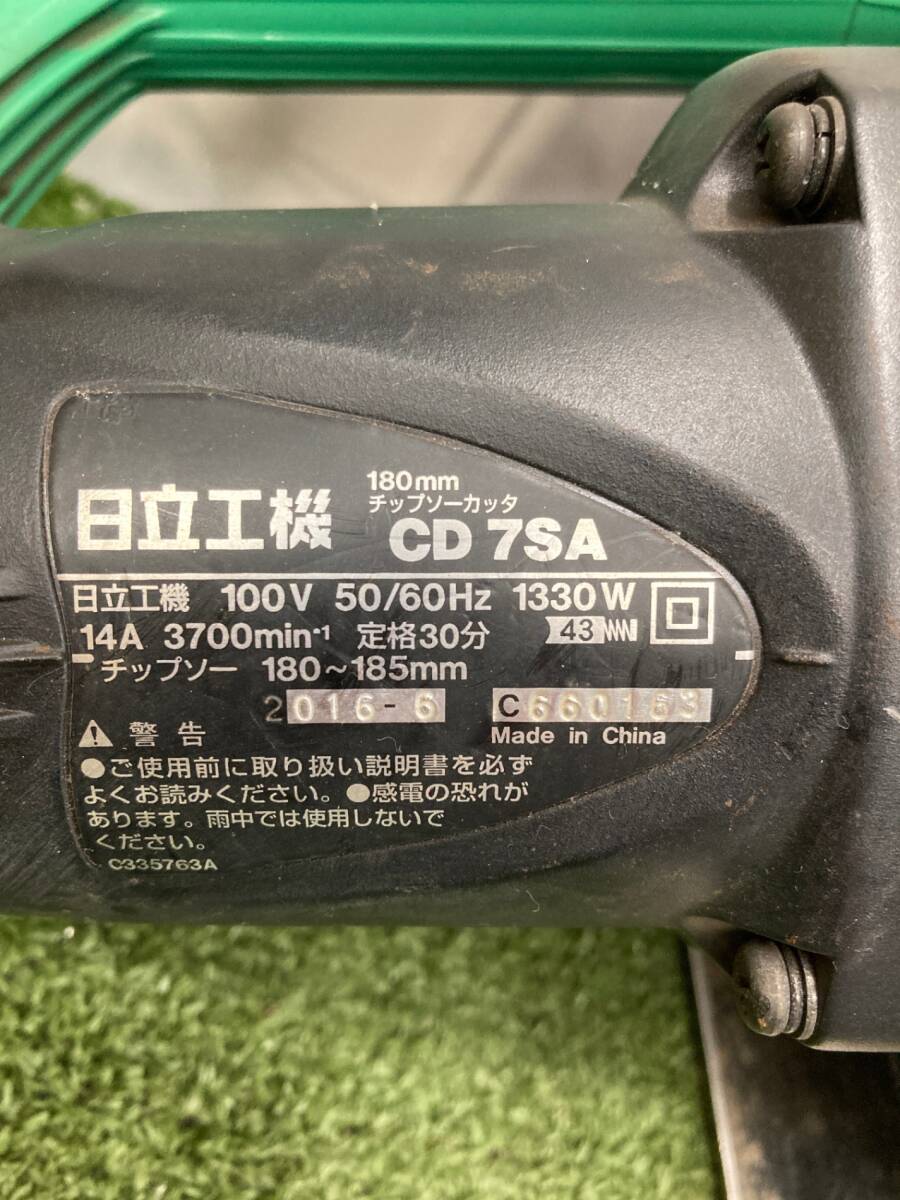 180mm
チップソーカッタ
日立工機 CD 7SA
日立工機 100V 50/60Hz 1330W
14A 3700min⁻¹ 定格30分 43
チップソー 180～185mm
2016-6 C660163
Made in China
⚠ 警告
●ご使用前に取り扱い説明書を必ず
よくお読みください。●感電の恐れが
あります。雨中では使用しないで
ください。
C335763A